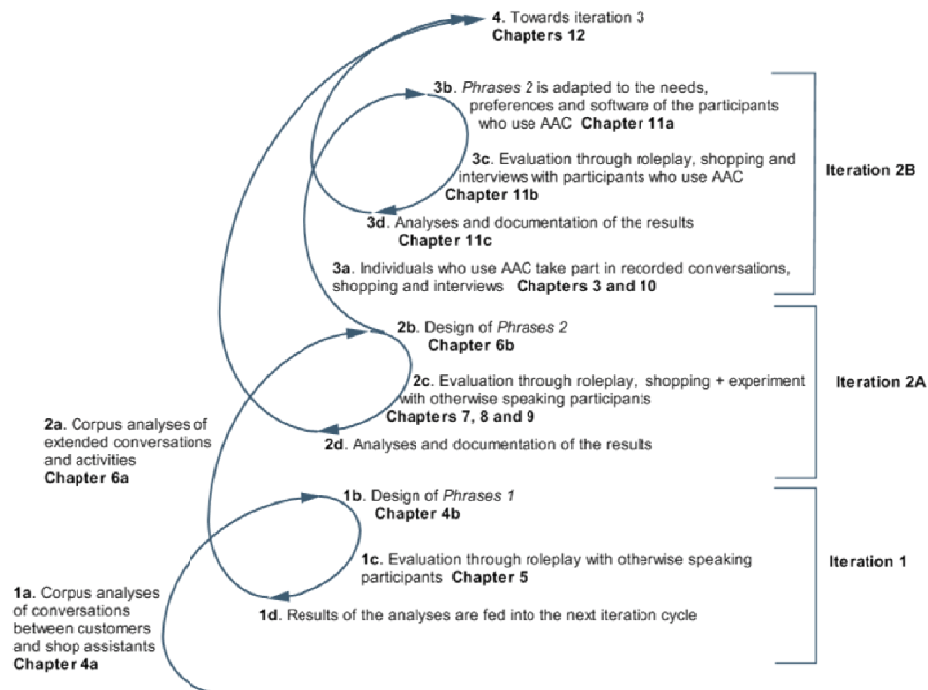 4. Towards iteration 3
Chapters 12
3b. Phrases 2 is adapted to the needs,
preferences and software of the participants
who use AAC Chapter 11a
3c. Evaluation through roleplay, shopping and
interviews with participants who use AAC
Chapter 11b
Iteration 2B
3d. Analyses and documentation of the results
Chapter 11c
3a. Individuals who use AAC take part in recorded conversations,
shopping and interviews Chapters 3 and 10
2b. Design of Phrases 2
Chapter 6b
2c. Evaluation through roleplay, shopping + experiment
with otherwise speaking participants
Chapters 7, 8 and 9
Iteration 2A
2d. Analyses and documentation of the results
2a. Corpus analyses of
extended conversations
and activities
Chapter 6a
1b. Design of Phrases 1
Chapter 4b
1c. Evaluation through roleplay with otherwise speaking
participants Chapter 5
Iteration 1
1d. Results of the analyses are fed into the next iteration cycle
1a. Corpus analyses
of conversations
between customers
and shop assistants
Chapter 4a